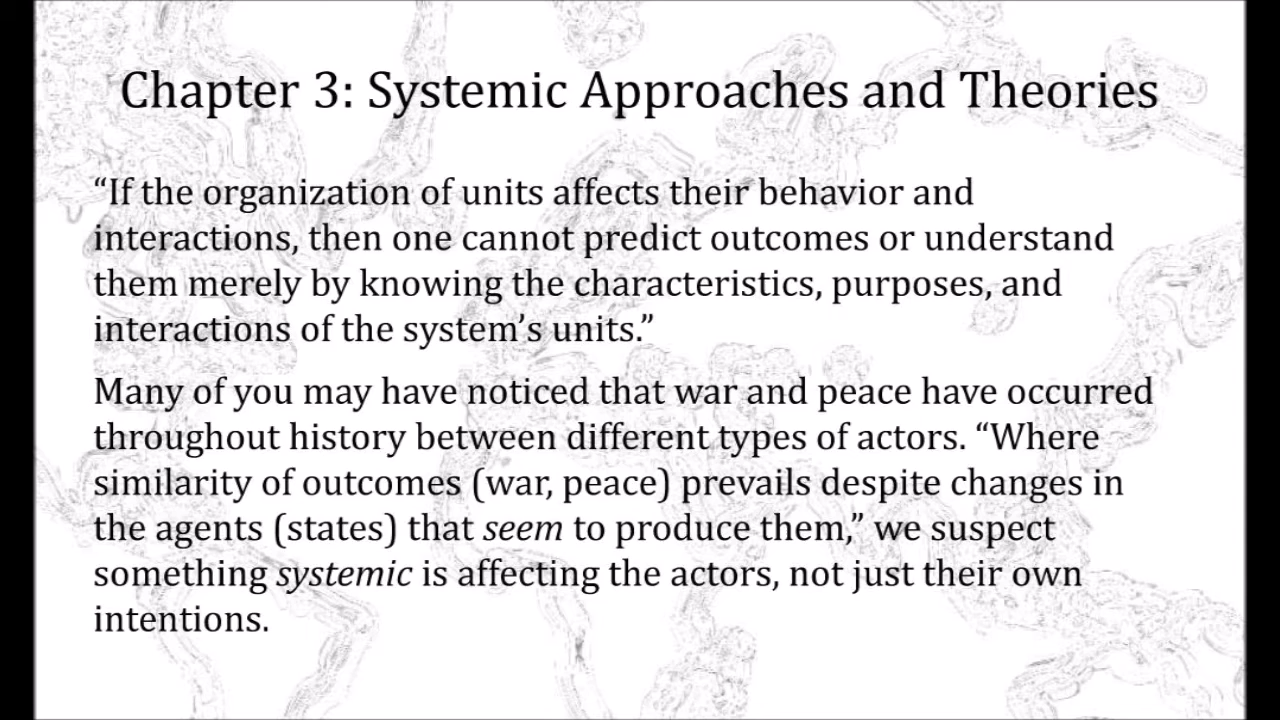 Chapter 3: Systemic Approaches and Theories
“If the organization of units affects their behavior and
interactions, then one cannot predict outcomes or understand
them merely by knowing the characteristics, purposes, and
interactions of the system’s units.”
Many of you may have noticed that war and peace have occurred
throughout history between different types of actors. “Where
similarity of outcomes (war, peace) prevails despite changes in
the agents (states) that seem to produce them,” we suspect
something systemic is affecting the actors, not just their own
intentions.